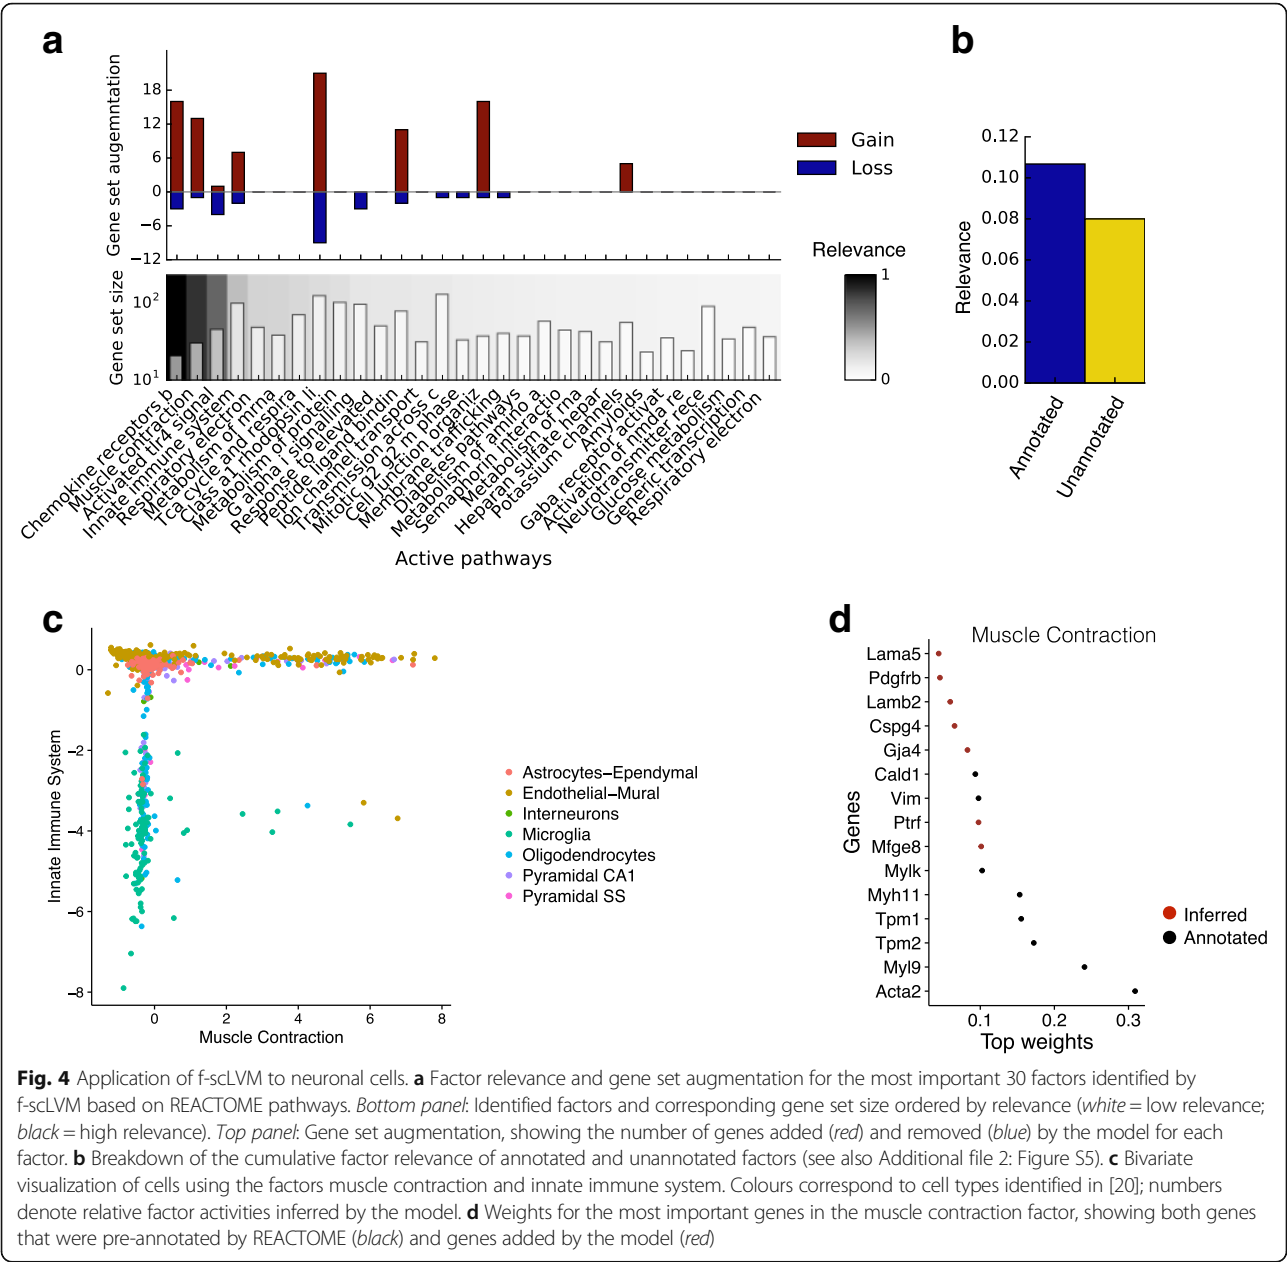 a
Gene set augemntation
18
12
6
0
−6
−12
Gain
Loss
Gene set size
10²
10¹
Relevance
1
0
Chemokine receptors b
Muscle contraction
Activated tlr4 signal
Innate immune system
Respiratory electron
Metabolism of mrna
Tca cycle and respira
Class a1 rhodopsin li
Metabolism of protein
G alpha i signalling
Response to elevated
Peptide ligand bindin
Ion channel transport
Transmission across c
Mitotic g2 g2 m phase
Cell junction organiz
Membrane trafficking
Diabetes pathways
Metabolism of amino a
Semaphorin interactio
Metabolism of rna
Heparan sulfate hepar
Potassium channels
Amyloids
Gaba receptor activat
Activation of nmda re
Neurotransmitter rece
Glucose metabolism
Generic transcription
Respiratory electron
Active pathways
b
Relevance
0.12
0.10
0.08
0.06
0.04
0.02
0.00
Annotated
Unannotated
c
Innate Immune System
0
−2
−4
−6
−8
0 2 4 6 8
Muscle Contraction
Astrocytes−Ependymal
Endothelial−Mural
Interneurons
Microglia
Oligodendrocytes
Pyramidal CA1
Pyramidal SS
d
Muscle Contraction
Genes
Lama5
Pdgfrb
Lamb2
Cspg4
Gja4
Cald1
Vim
Ptrf
Mfge8
Mylk
Myh11
Tpm1
Tpm2
Myl9
Acta2
0.1 0.2 0.3
Top weights
Inferred
Annotated
Fig. 4 Application of f-scLVM to neuronal cells. a Factor relevance and gene set augmentation for the most important 30 factors identified by
f-scLVM based on REACTOME pathways. Bottom panel: Identified factors and corresponding gene set size ordered by relevance (white = low relevance;
black = high relevance). Top panel: Gene set augmentation, showing the number of genes added (red) and removed (blue) by the model for each
factor. b Breakdown of the cumulative factor relevance of annotated and unannotated factors (see also Additional file 2: Figure S5). c Bivariate
visualization of cells using the factors muscle contraction and innate immune system. Colours correspond to cell types identified in [20]; numbers
denote relative factor activities inferred by the model. d Weights for the most important genes in the muscle contraction factor, showing both genes
that were pre-annotated by REACTOME (black) and genes added by the model (red)